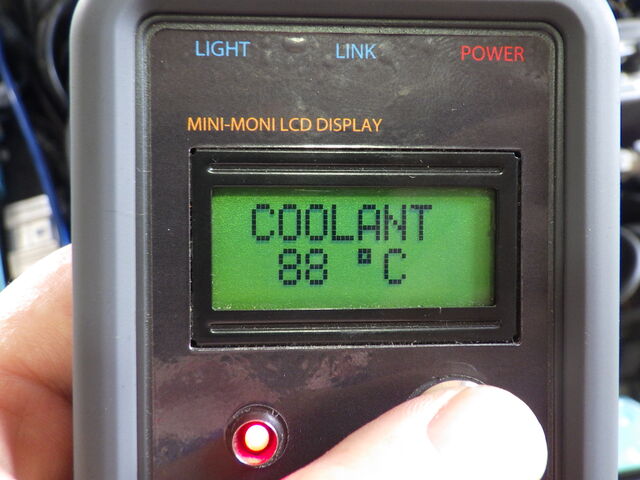 LIGHT LINK POWER
MINI-MONI LCD DISPLAY
COOLANT
88 °C